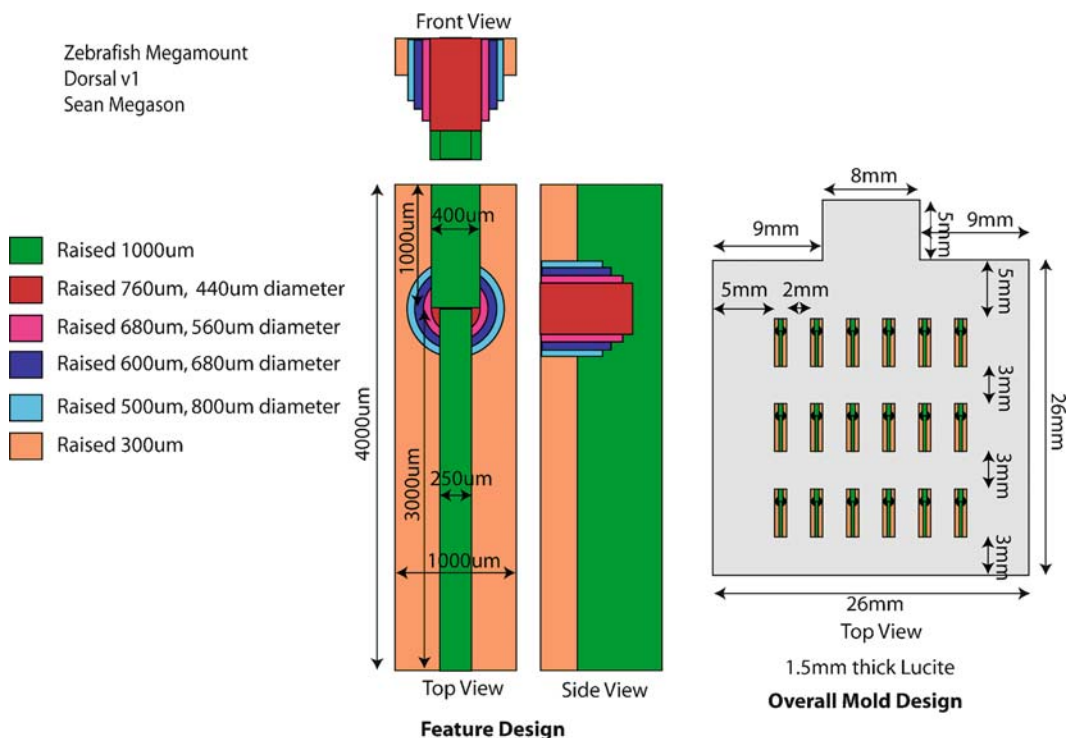 Front View
Zebrafish Megamount
Dorsal v1
Sean Megason
Raised 1000um
Raised 760um, 440um diameter
Raised 680um, 560um diameter
Raised 600um, 680um diameter
Raised 500um, 800um diameter
Raised 300um
400um
1000um
4000um
3000um
250um
1000um
Top View
Side View
Feature Design
8mm
9mm
5mm
9mm
5mm
2mm
5mm
3mm
3mm
3mm
26mm
26mm
Top View
1.5mm thick Lucite
Overall Mold Design